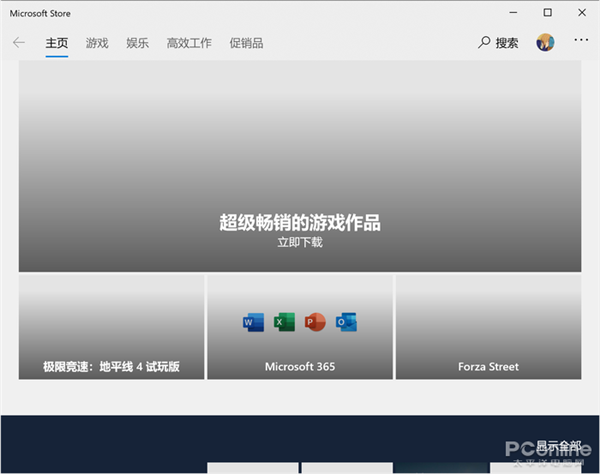 Microsoft Store
主页 游戏 娱乐 高效工作 促销品 搜索
超级畅销的游戏作品
立即下载
W X P O
极限竞速：地平线 4 试玩版 Microsoft 365 Forza Street
显示全部
PConline
太平洋电脑网